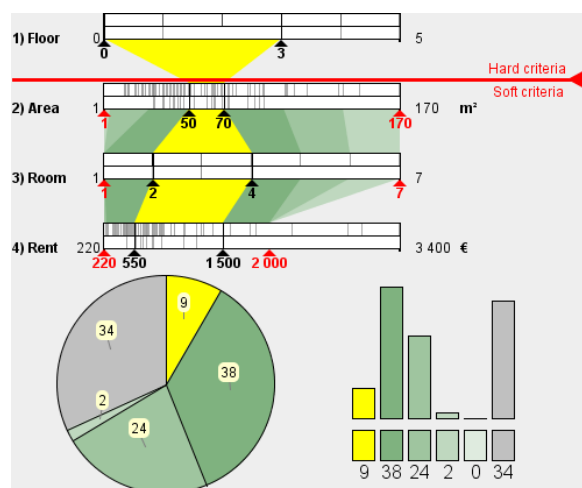 1) Floor 0 5
0 3
Hard criteria
Soft criteria
2) Area 1 170 m²
1 50 70 170
3) Room 1 7
1 2 4 7
4) Rent 220 3 400 €
220 550 1 500 2 000
9
34
38
2
24
9 38 24 2 0 34